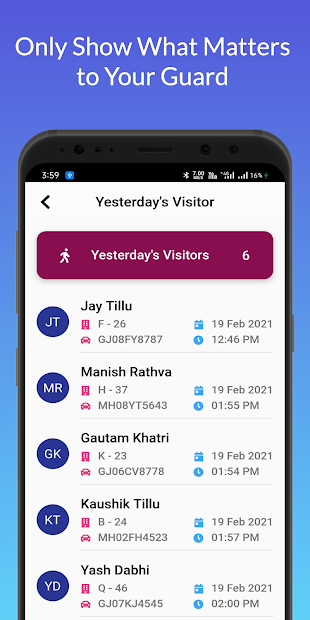 Only Show What Matters
to Your Guard
3:59
16%
Yesterday's Visitor
Yesterday's Visitors 6
JT
Jay Tillu
F - 26 19 Feb 2021
GJ08FY8787 12:46 PM
MR
Manish Rathva
H - 37 19 Feb 2021
MH08YT5643 01:55 PM
GK
Gautam Khatri
K - 23 19 Feb 2021
GJ06CV8778 01:54 PM
KT
Kaushik Tillu
B - 24 19 Feb 2021
MH02FH4523 01:57 PM
YD
Yash Dabhi
Q - 46 19 Feb 2021
GJ07KJ4545 02:00 PM